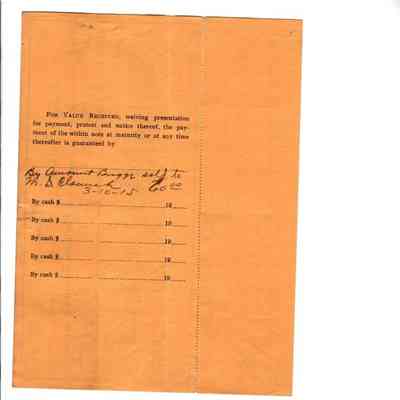 For Value Received, waiving presentation
for payment, protest and notice thereof, the pay-
ment of the within note at maturity or at any time
thereafter is guaranteed by
By Amount Buggy sold to
M. D. 60 00
3-10-15
By cash $ 19
By cash $ 19
By cash $ 19
By cash $ 19
By cash $ 19